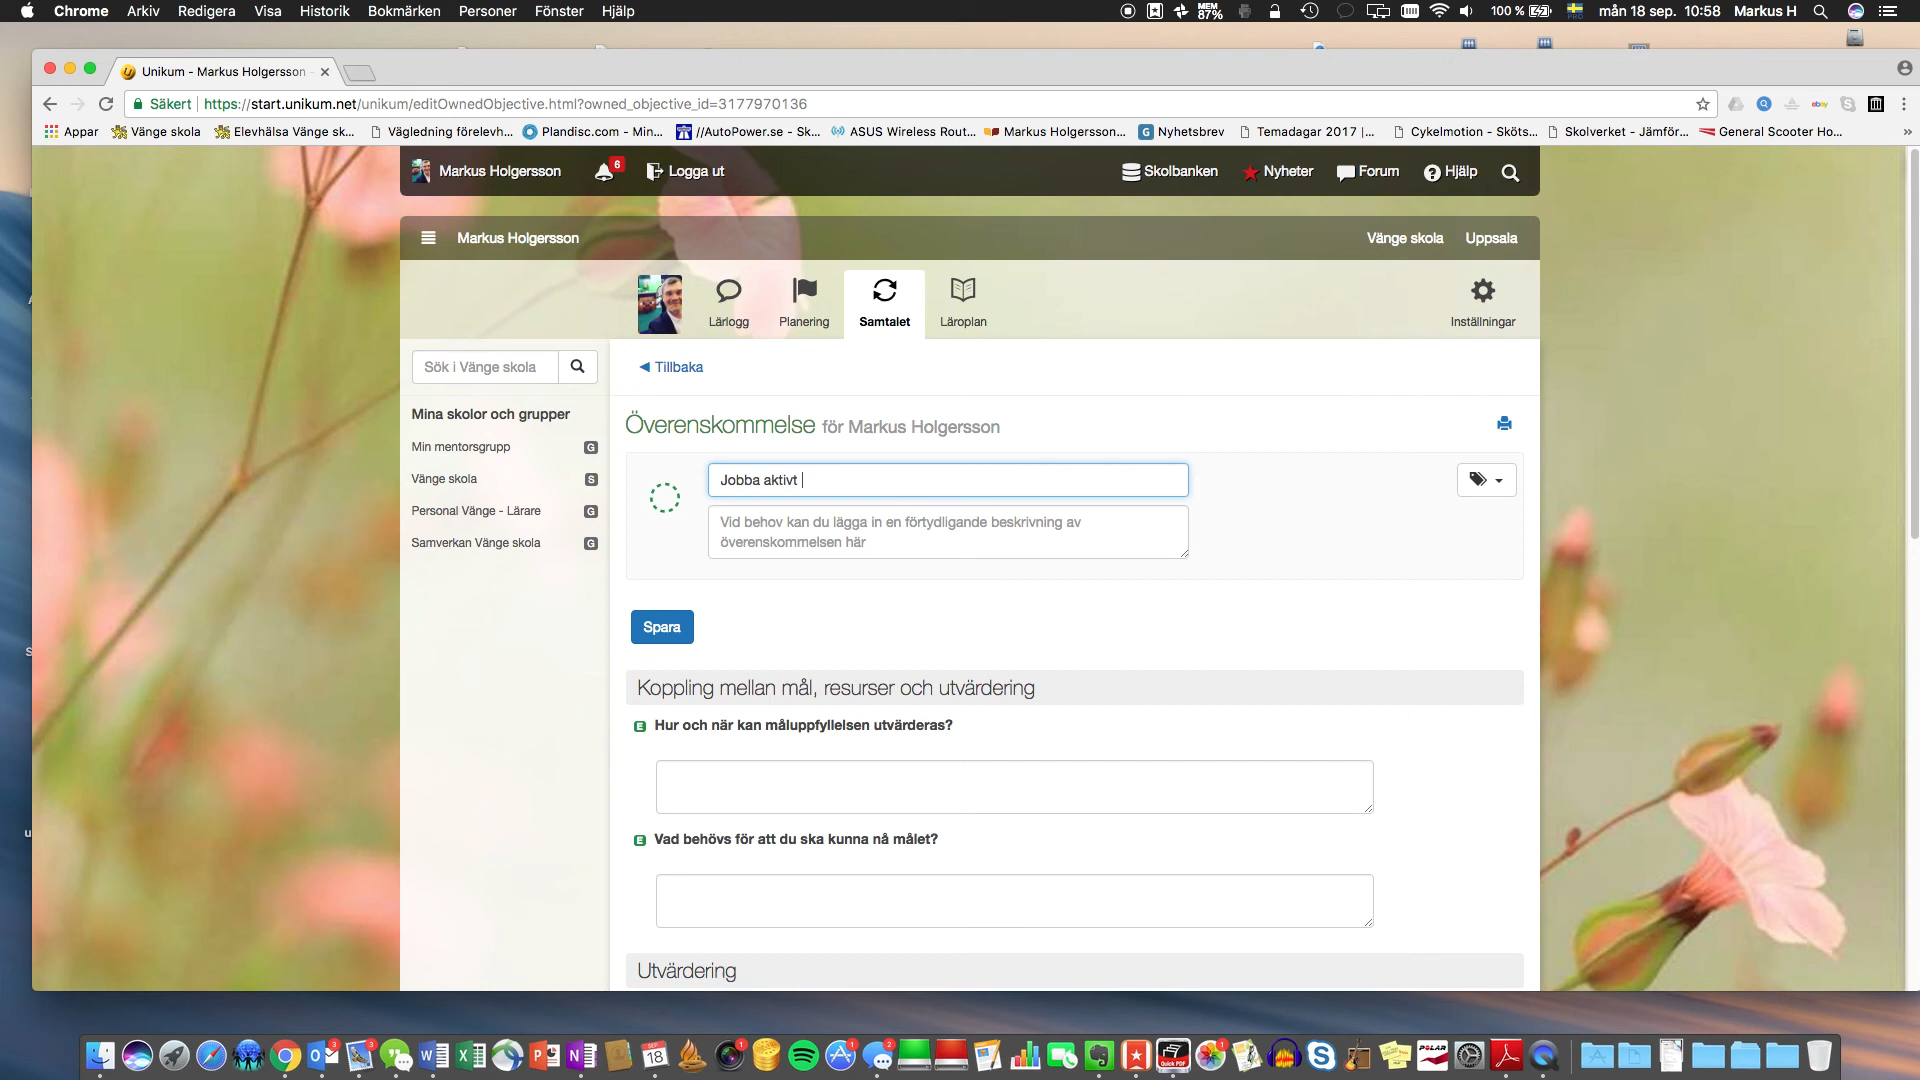 Chrome Arkiv Redigera Visa Historik Bokmärken Personer Fönster Hjälp MEM 87% 100 % PRO mån 18 sep. 10:58 Markus H
Unikum - Markus Holgersson
Säkert https://start.unikum.net/unikum/editOwnedObjective.html?owned_objective_id=3177970136
Appar Vänge skola Elevhälsa Vänge sk... Vägledning förelevh... Plandisc.com - Min... //AutoPower.se - Sk... ASUS Wireless Rout... Markus Holgersson... Nyhetsbrev Temadagar 2017 |... Cykelmotion - Sköts... Skolverket - Jämför... General Scooter Ho... »
Markus Holgersson 6 Logga ut Skolbanken Nyheter Forum Hjälp
Markus Holgersson Vänge skola Uppsala
Lärlogg Planering Samtalet Läroplan Inställningar
Sök i Vänge skola
Tillbaka
Mina skolor och grupper
Min mentorsgrupp G
Vänge skola S
Personal Vänge - Lärare G
Samverkan Vänge skola G
Överenskommelse för Markus Holgersson
Jobba aktivt
Vid behov kan du lägga in en förtydligande beskrivning av
överenskommelsen här
Spara
Koppling mellan mål, resurser och utvärdering
E Hur och när kan måluppfyllelsen utvärderas?
E Vad behövs för att du ska kunna nå målet?
Utvärdering